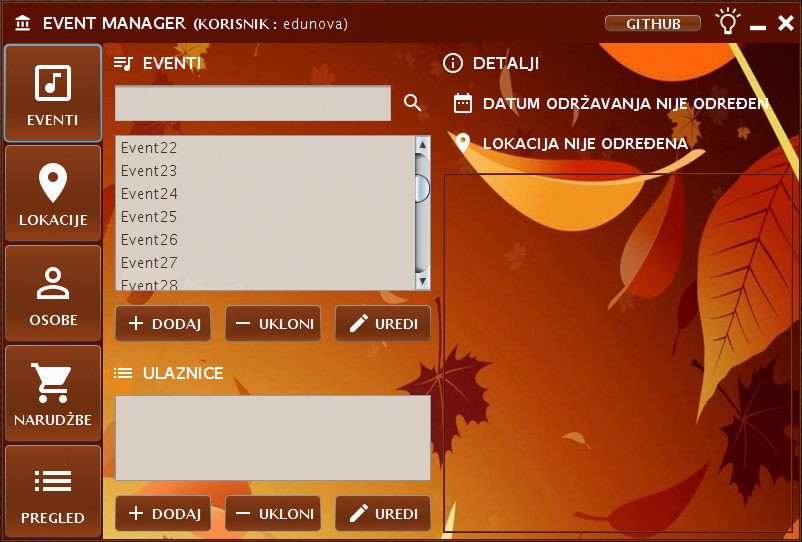 EVENT MANAGER (KORISNIK : edunova)
GITHUB
EVENTI
LOKACIJE
OSOBE
NARUDŽBE
PREGLED
EVENTI
Event22
Event23
Event24
Event25
Event26
Event27
Event28
DODAJ
UKLONI
UREDI
ULAZNICE
DODAJ
UKLONI
UREDI
DETALJI
DATUM ODRŽAVANJA NIJE ODREĐEN
LOKACIJA NIJE ODREĐENA